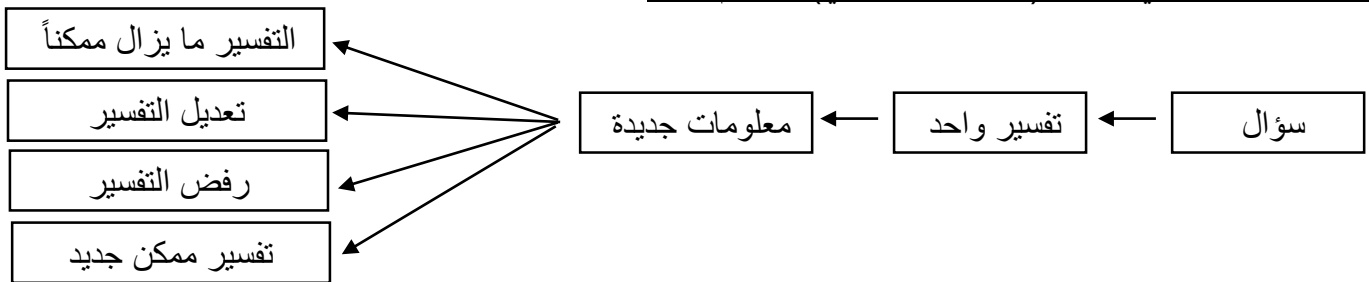 سؤال
تفسير واحد
معلومات جديدة
التفسير ما يزال ممكناً
تعديل التفسير
رفض التفسير
تفسير ممكن جديد